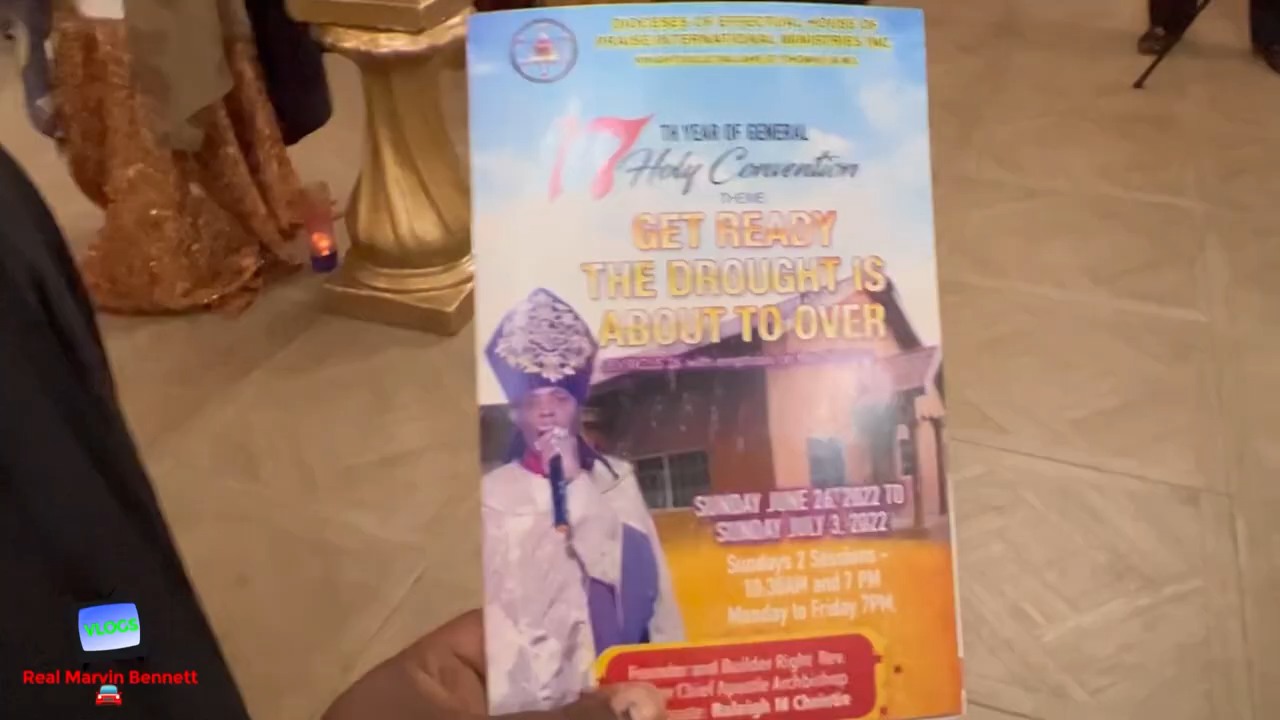 DIOCESES OF EFFECTUAL HOUSE OF
PRAISE INTERNATIONAL MINISTRIES INC
17
TH YEAR OF GENERAL
Holy Convention
THEME
GET READY
THE DROUGHT IS
ABOUT TO OVER
SUNDAY JUNE 26 2022 TO
SUNDAY JULY 3, 2022
Sundays 2 Sessions -
10:30AM and 7 PM
Monday to Friday 7PM,
Founder and Builder Right Rev.
Chief Apostle Archbishop
Raleigh M Christie
VLOGS
Real Marvin Bennett